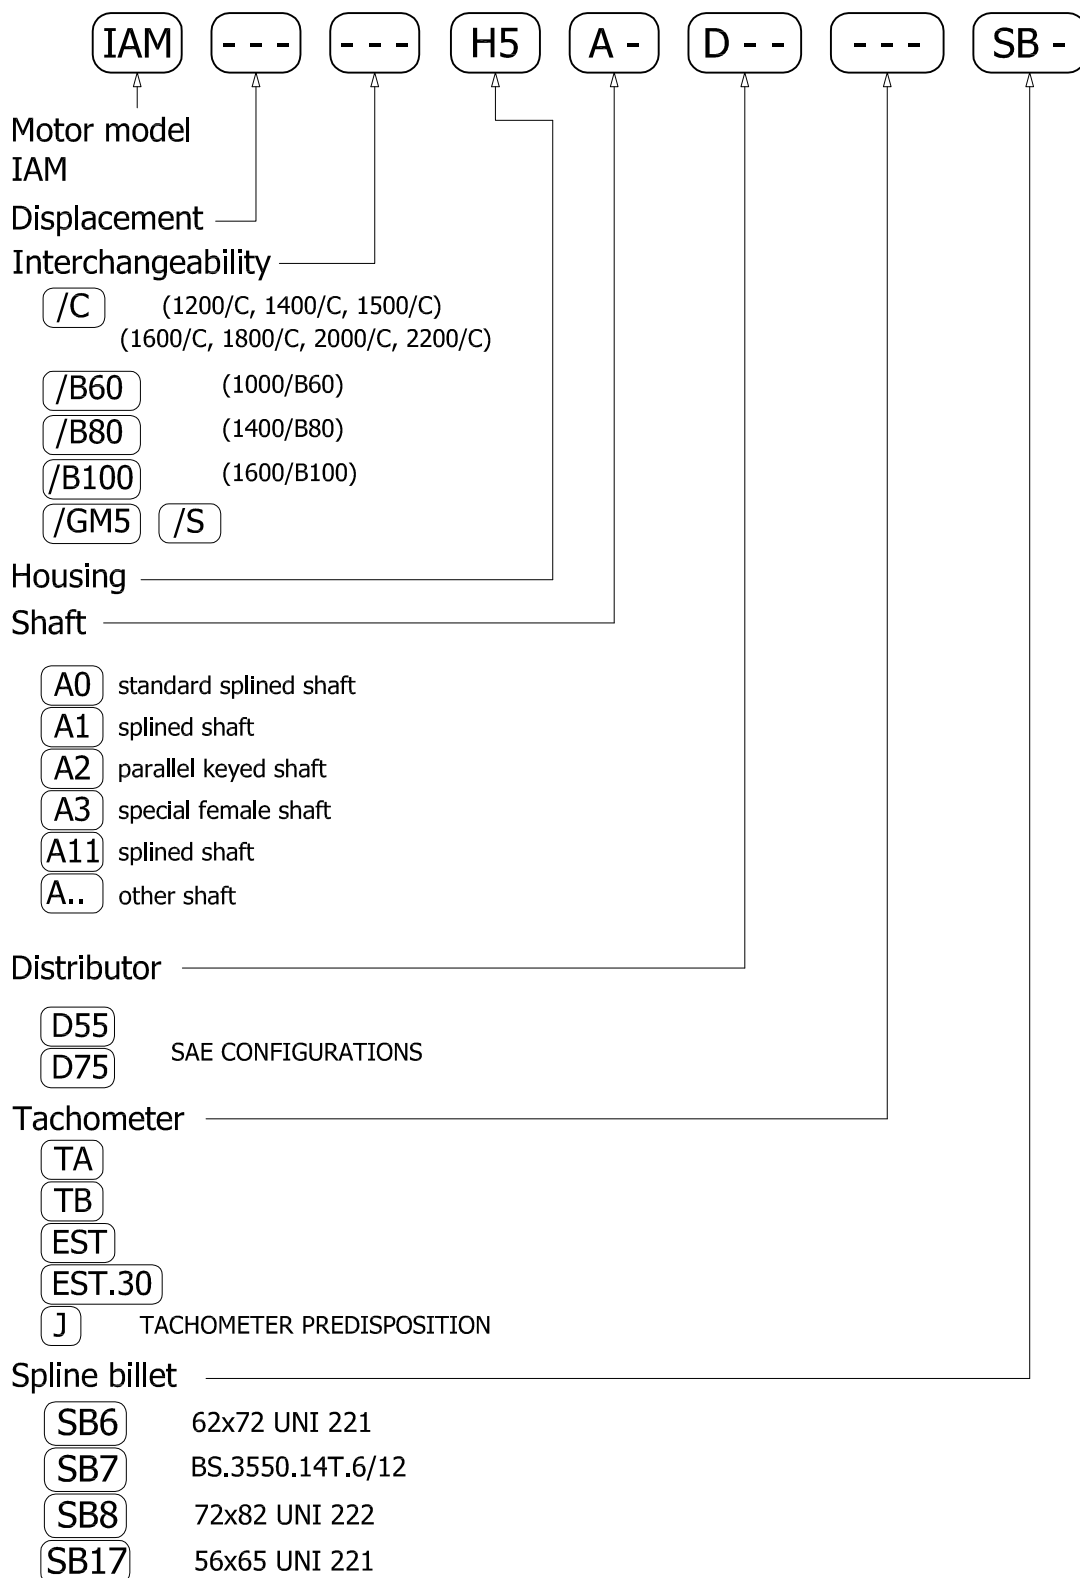 IAM - - - - - - H5 A - D - - - - - SB -
Motor model
IAM
Displacement
Interchangeability
/C (1200/C, 1400/C, 1500/C)
(1600/C, 1800/C, 2000/C, 2200/C)
/B60 (1000/B60)
/B80 (1400/B80)
/B100 (1600/B100)
/GM5 /S
Housing
Shaft
A0 standard splined shaft
A1 splined shaft
A2 parallel keyed shaft
A3 special female shaft
A11 splined shaft
A.. other shaft
Distributor
D55
SAE CONFIGURATIONS
D75
Tachometer
TA
TB
EST
EST.30
J TACHOMETER PREDISPOSITION
Spline billet
SB6 62x72 UNI 221
SB7 BS.3550.14T.6/12
SB8 72x82 UNI 222
SB17 56x65 UNI 221